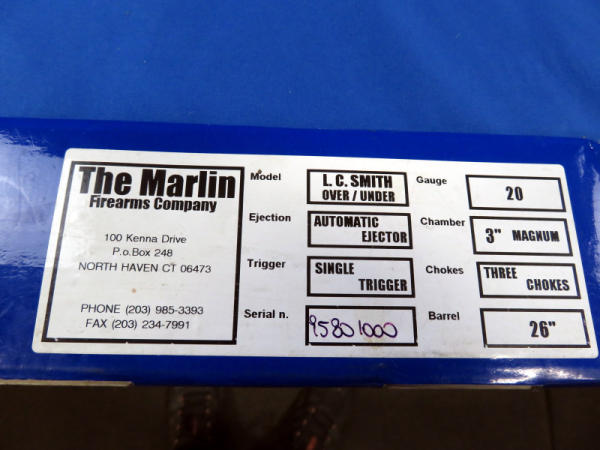 The Marlin
Firearms Company
100 Kenna Drive
P.o.Box 248
NORTH HAVEN CT 06473
PHONE (203) 985-3393
FAX (203) 234-7991
Model
L. C. SMITH
OVER / UNDER
Gauge
20
Ejection
AUTOMATIC
EJECTOR
Chamber
3" MAGNUM
Trigger
SINGLE
TRIGGER
Chokes
THREE
CHOKES
Serial n.
95801000
Barrel
26"